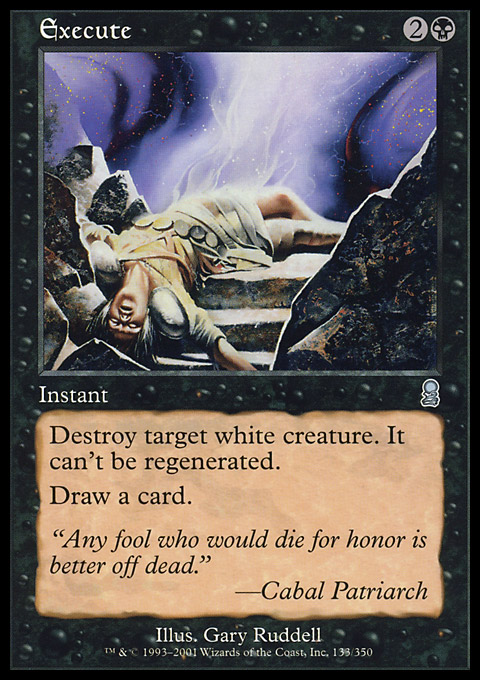 Execute 2
Instant
Destroy target white creature. It
can't be regenerated.
Draw a card.
“Any fool who would die for honor is
better off dead.”
—Cabal Patriarch
Illus. Gary Ruddell
™ & © 1993–2001 Wizards of the Coast, Inc. 133/350